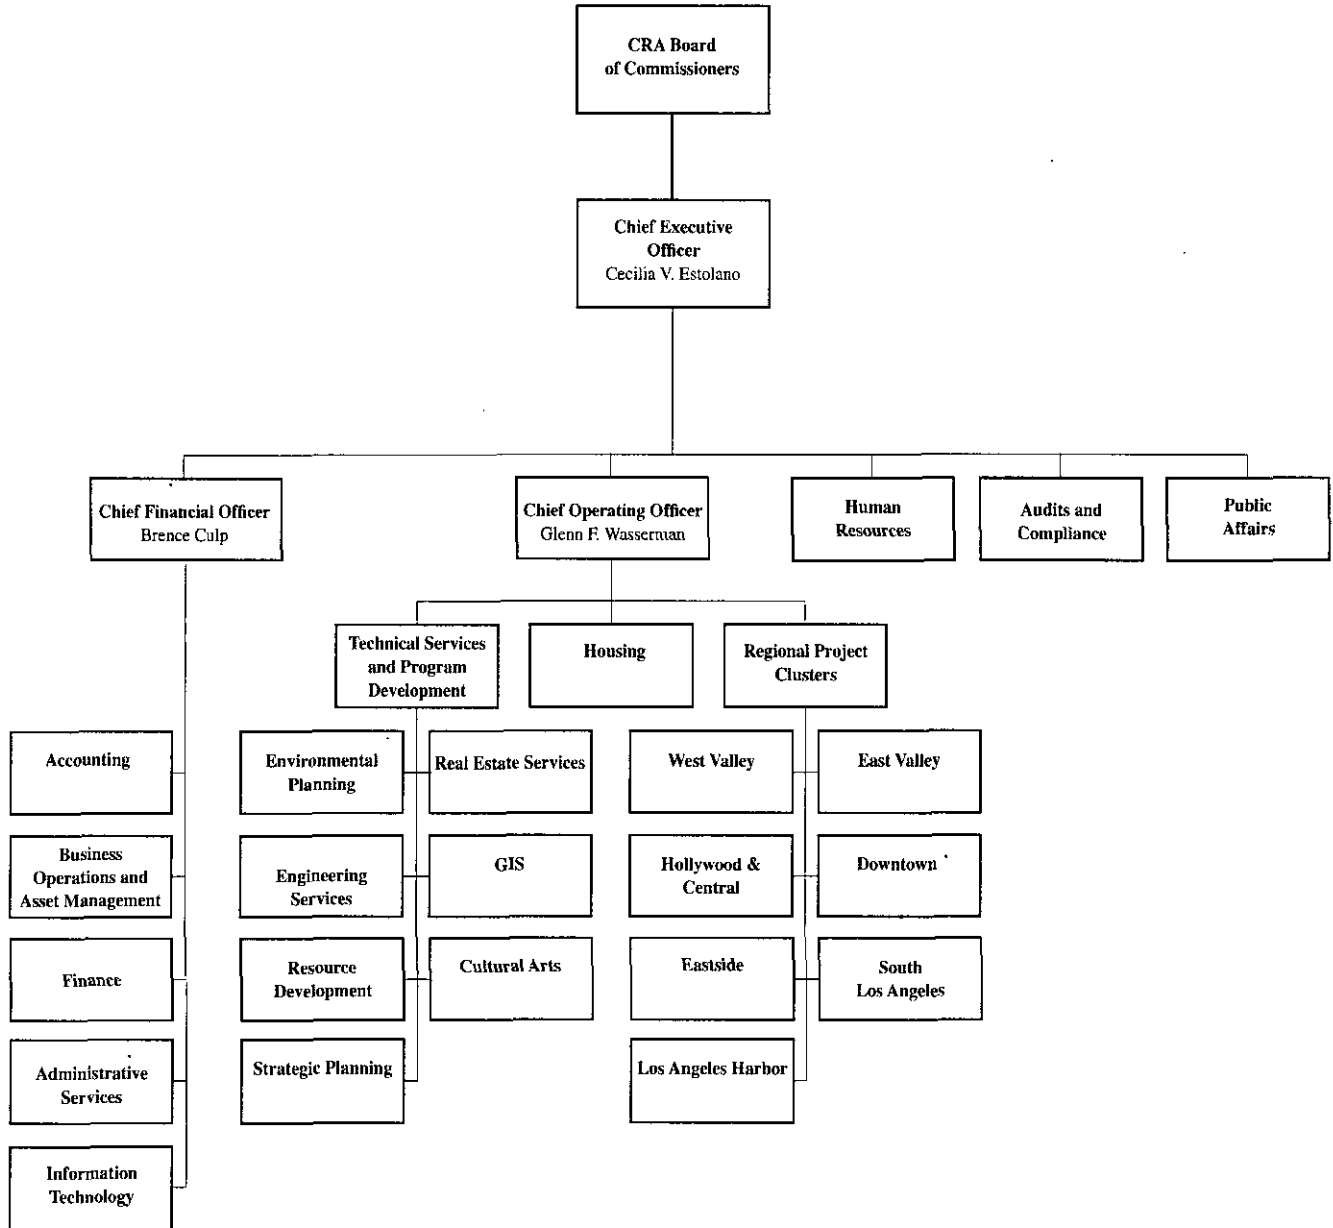 CRA Board
of Commissioners
Chief Executive
Officer
Cecilia V. Estolano
Chief Financial Officer
Brence Culp
Chief Operating Officer
Glenn F. Wasserman
Human
Resources
Audits and
Compliance
Public
Affairs
Technical Services
and Program
Development
Housing
Regional Project
Clusters
Accounting
Environmental
Planning
Real Estate Services
West Valley
East Valley
Business
Operations and
Asset Management
Engineering
Services
GIS
Hollywood &
Central
Downtown
Finance
Resource
Development
Cultural Arts
Eastside
South
Los Angeles
Administrative
Services
Strategic Planning
Los Angeles Harbor
Information
Technology